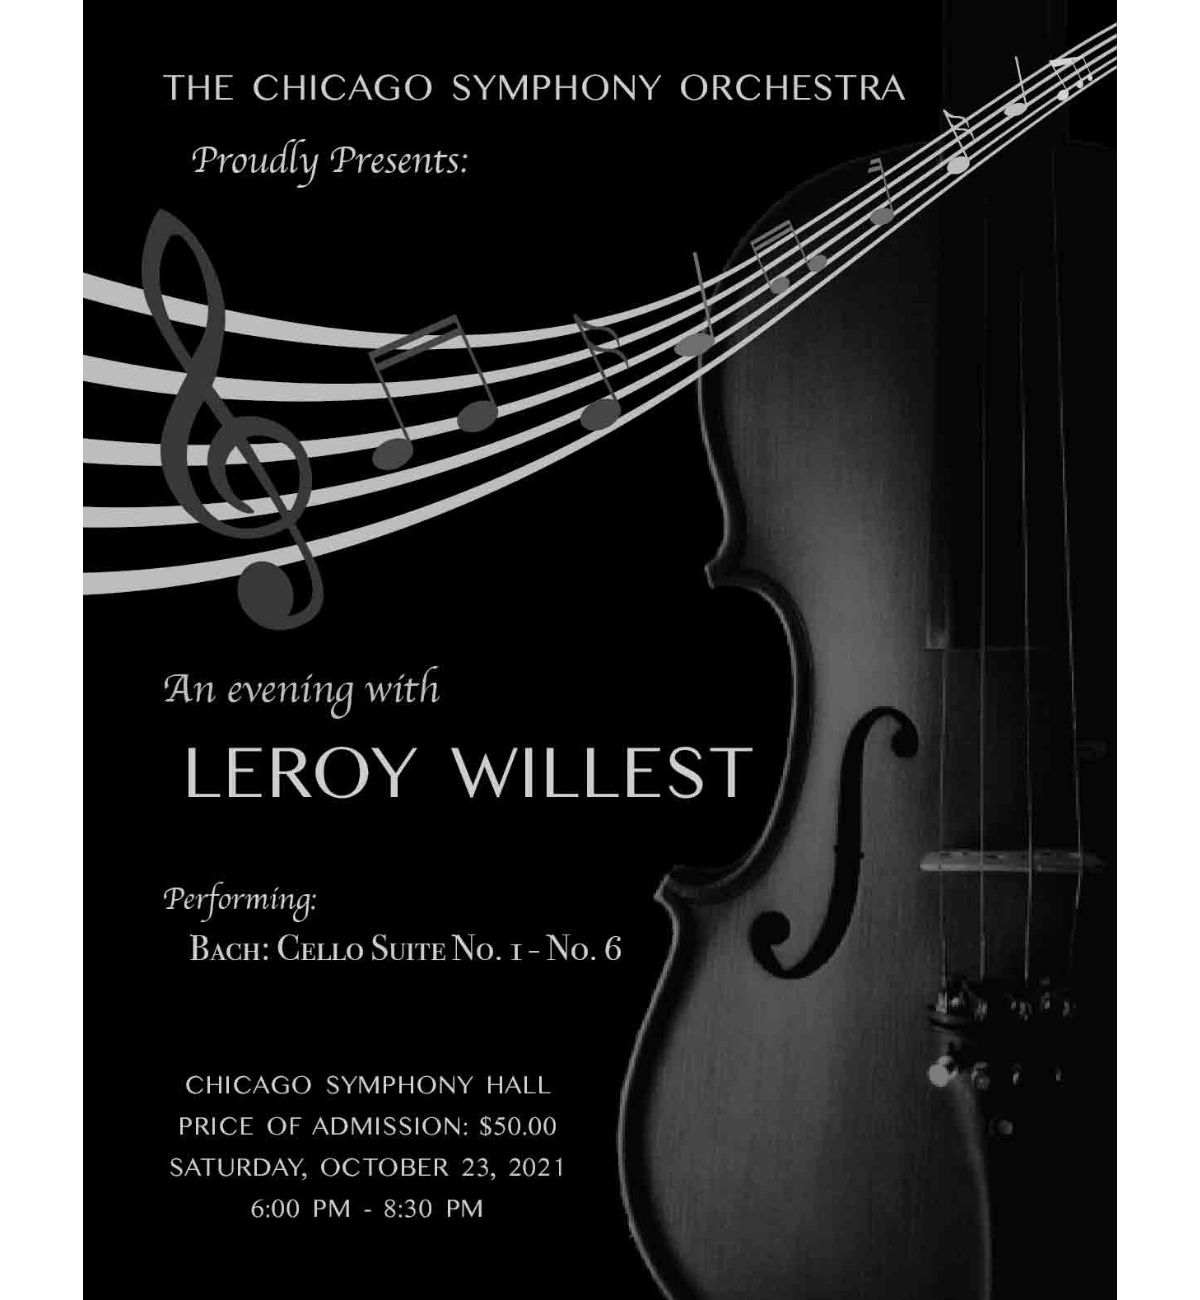 THE CHICAGO SYMPHONY ORCHESTRA
Proudly Presents:
An evening with
LEROY WILLEST
Performing:
Bach: Cello Suite No. 1 - No. 6
CHICAGO SYMPHONY HALL
PRICE OF ADMISSION: $50.00
SATURDAY, OCTOBER 23, 2021
6:00 PM - 8:30 PM